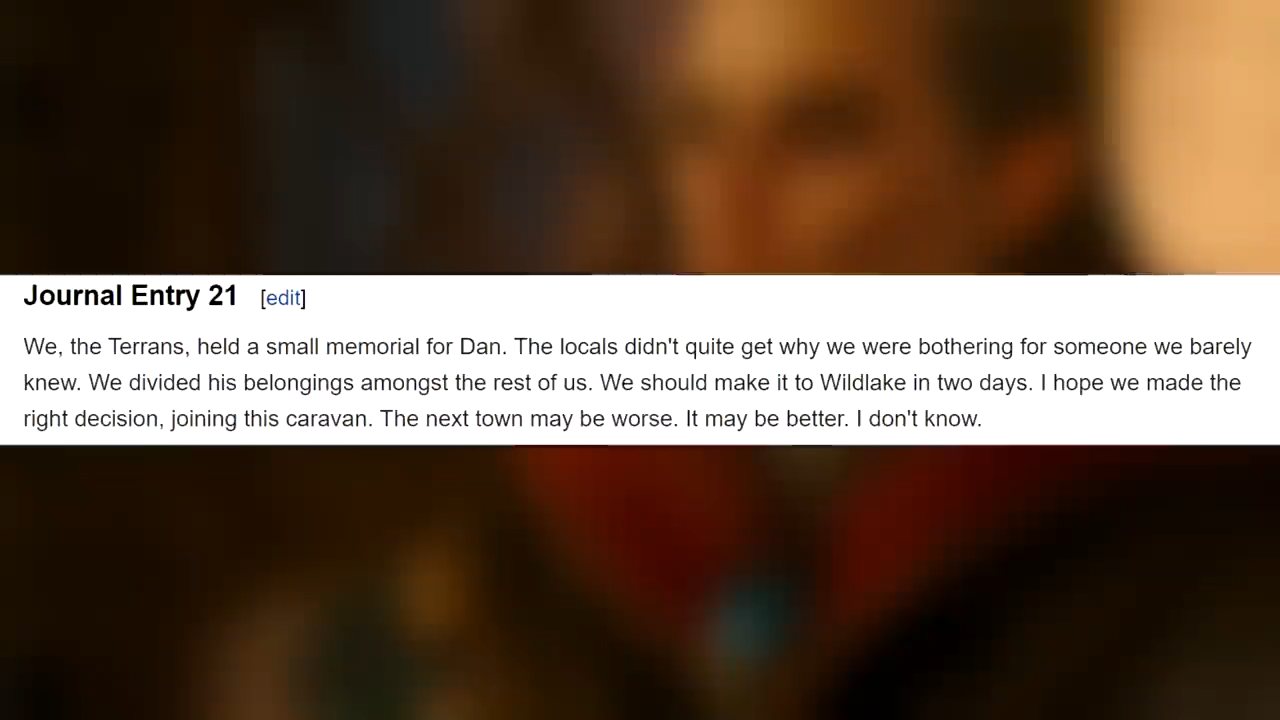 Journal Entry 21 [edit]
We, the Terrans, held a small memorial for Dan. The locals didn't quite get why we were bothering for someone we barely
knew. We divided his belongings amongst the rest of us. We should make it to Wildlake in two days. I hope we made the
right decision, joining this caravan. The next town may be worse. It may be better. I don't know.